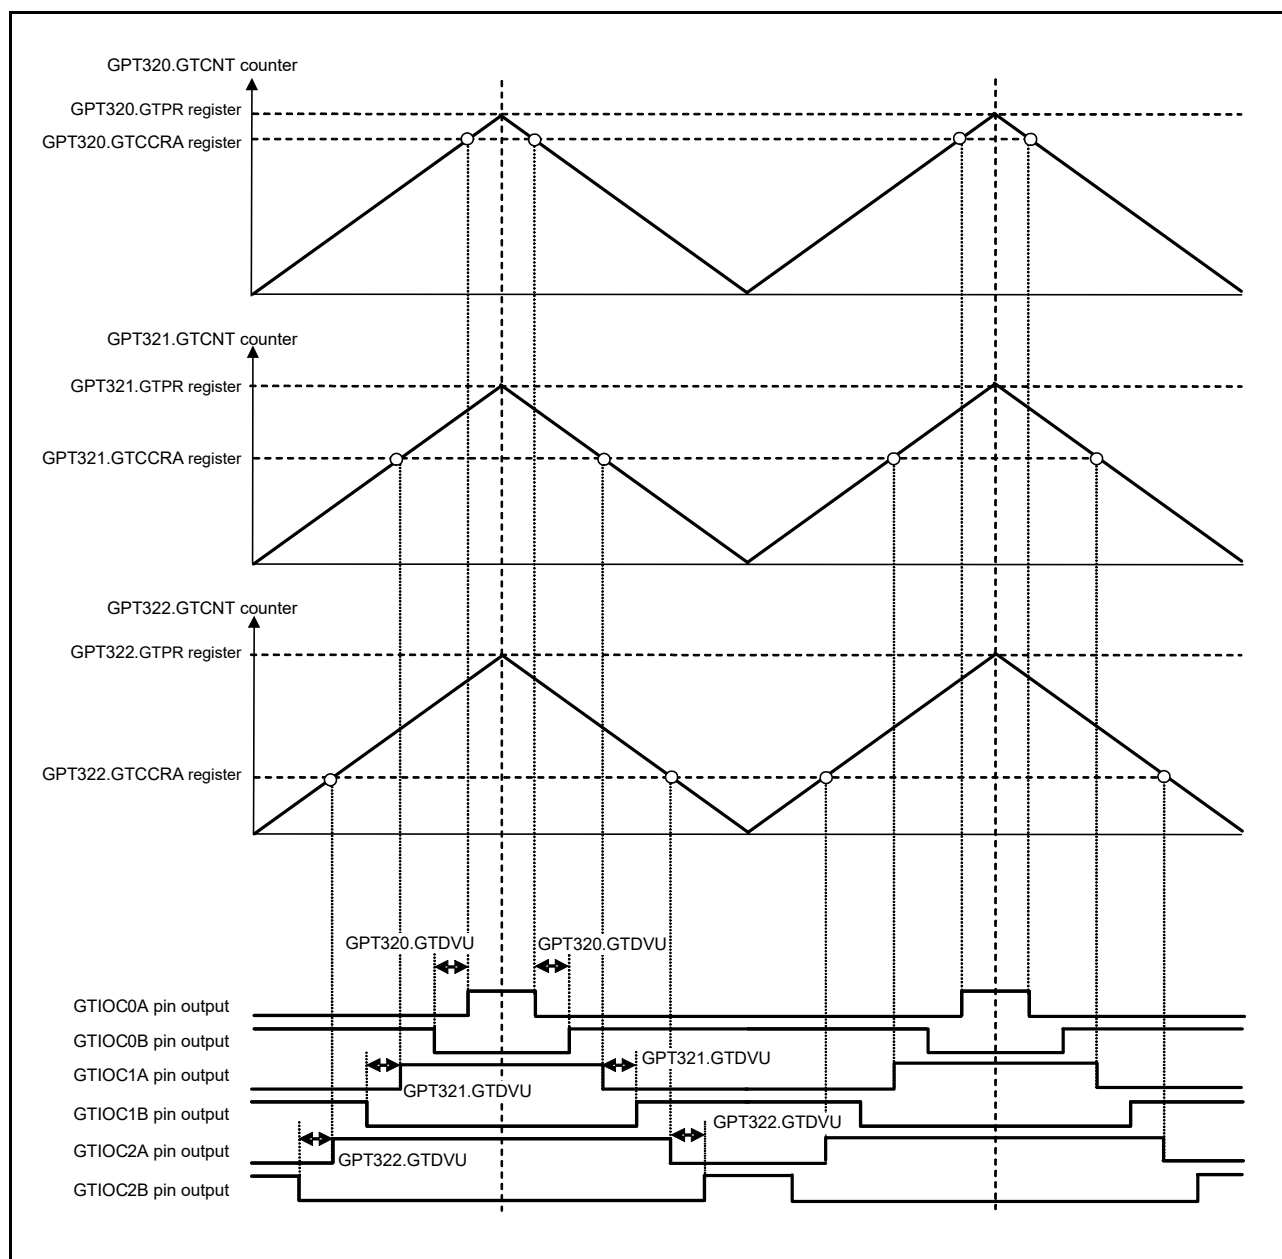 GPT320.GTCNT counter
GPT320.GTPR register
GPT320.GTCCRA register
GPT321.GTCNT counter
GPT321.GTPR register
GPT321.GTCCRA register
GPT322.GTCNT counter
GPT322.GTPR register
GPT322.GTCCRA register
GPT320.GTDVU GPT320.GTDVU
GTIOC0A pin output
GTIOC0B pin output
GPT321.GTDVU
GTIOC1A pin output
GPT321.GTDVU
GTIOC1B pin output
GPT322.GTDVU
GTIOC2A pin output
GPT322.GTDVU
GTIOC2B pin output